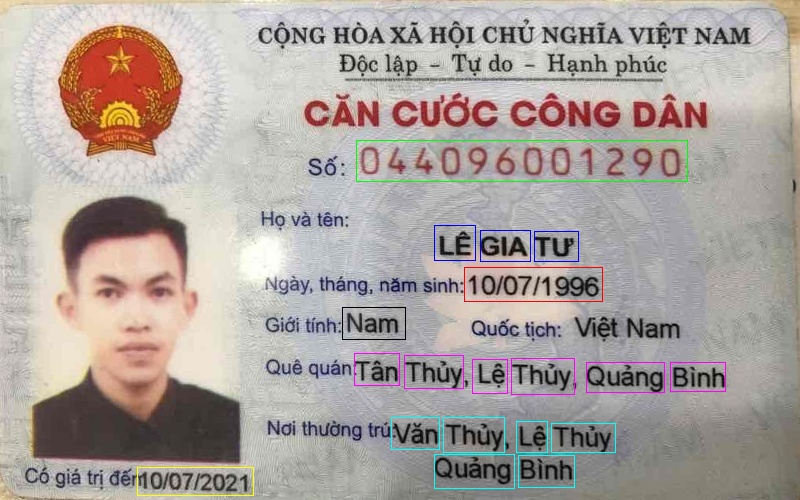 CỘNG HÒA XÃ HỘI CHỦ NGHĨA VIỆT NAM
Độc lập - Tự do - Hạnh phúc
CĂN CƯỚC CÔNG DÂN
Số: 044096001290
Họ và tên:
LÊ GIA TƯ
Ngày, tháng, năm sinh: 10/07/1996
Giới tính: Nam Quốc tịch: Việt Nam
Quê quán: Tân Thủy, Lệ Thủy, Quảng Bình
Nơi thường trú: Văn Thủy, Lệ Thủy
Quảng Bình
Có giá trị đến 10/07/2021
VIỆT NAM